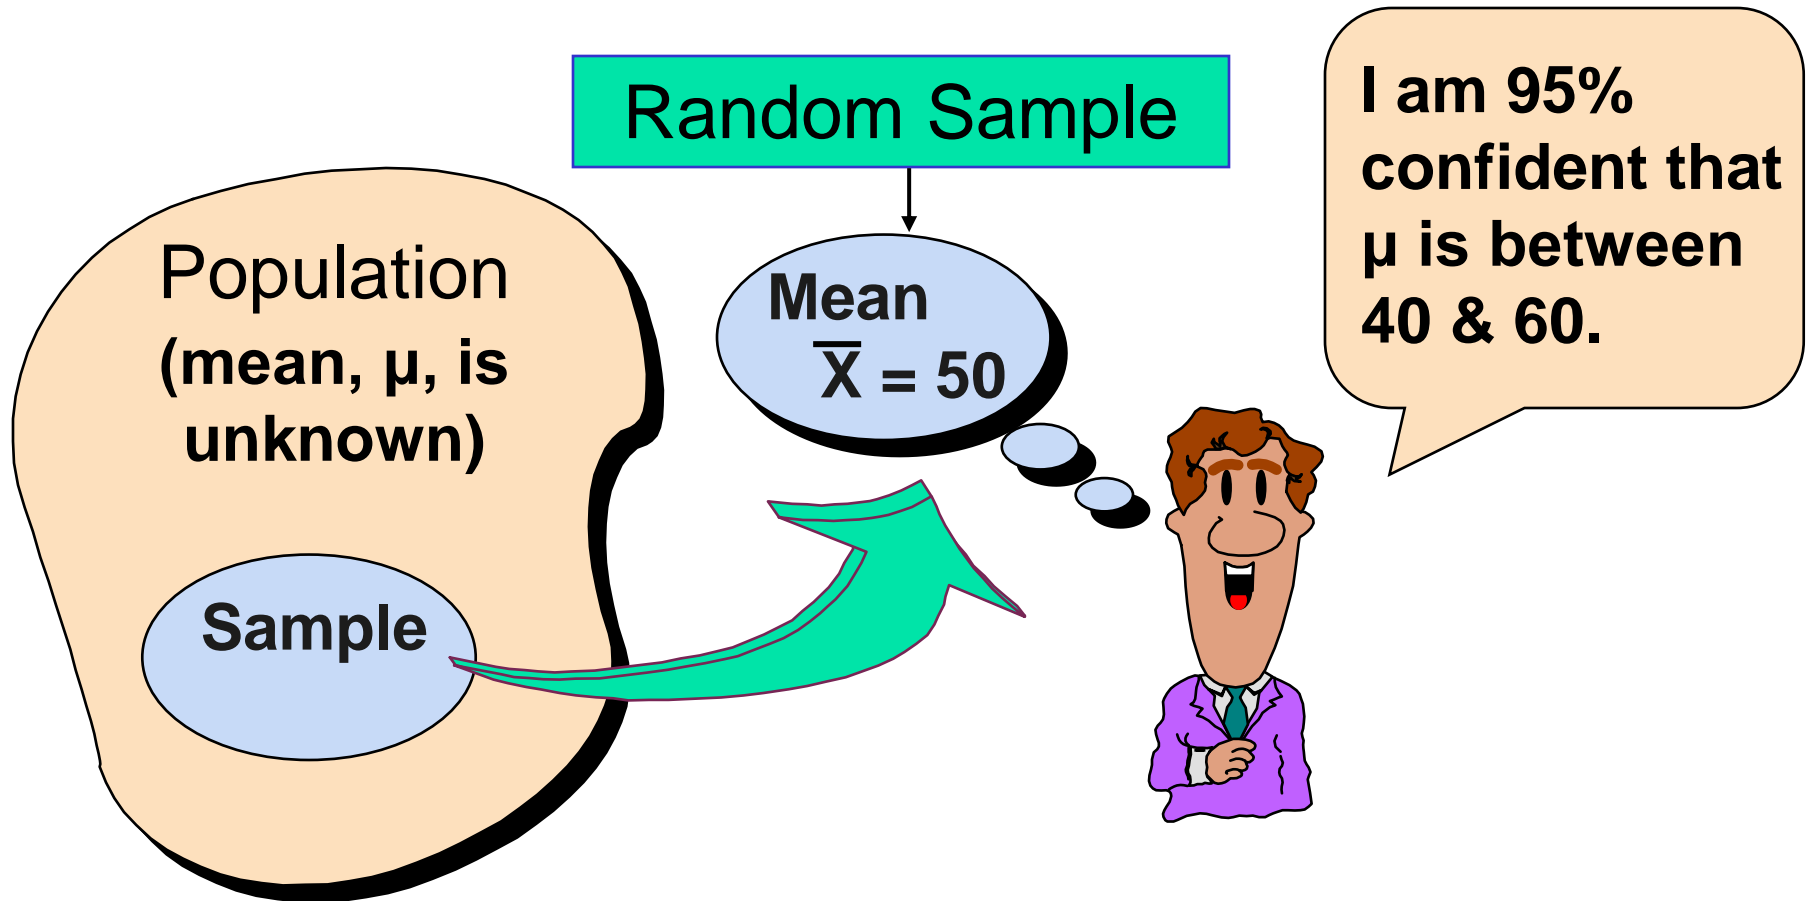 Random Sample
I am 95%
confident that
μ is between
40 & 60.
Population
(mean, μ, is
unknown)
Mean
X̅ = 50
Sample